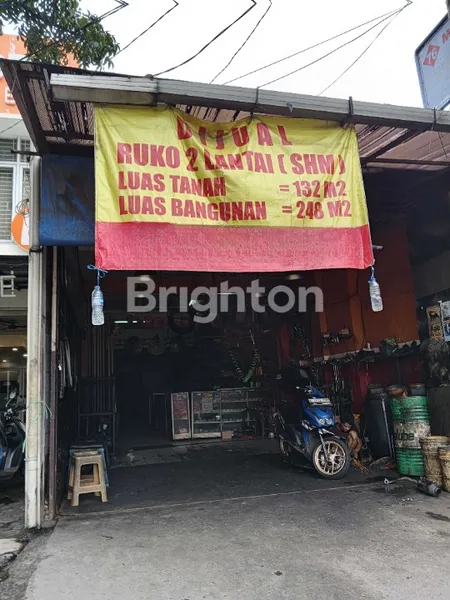 DIJUAL
RUKO 2 LANTAI ( SHM )
LUAS TANAH = 132 M2
LUAS BANGUNAN = 248 M2
Brighton